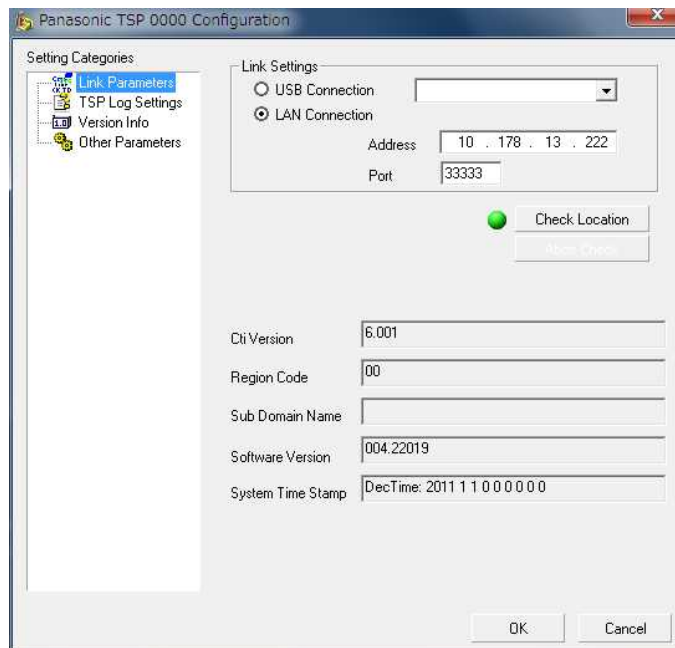 Panasonic TSP 0000 Configuration
Setting Categories
Link Parameters
TSP Log Settings
Version Info
Other Parameters
Link Settings
USB Connection
LAN Connection
Address 10 . 178 . 13 . 222
Port 33333
Check Location
Abort Check
Cti Version 6.001
Region Code 00
Sub Domain Name
Software Version 004.22019
System Time Stamp DecTime: 2011 1 1 0 0 0 0 0 0
OK Cancel